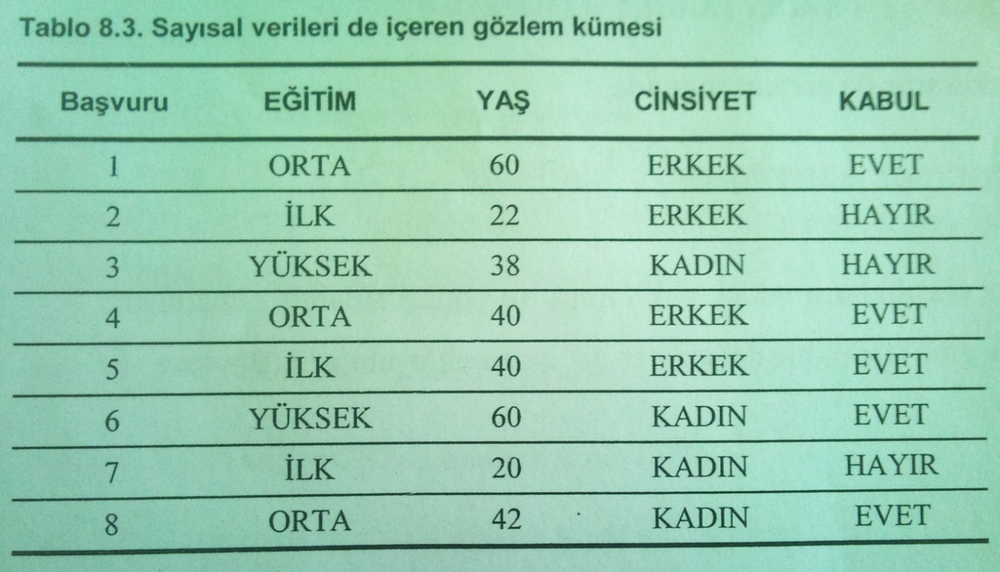 Tablo 8.3. Sayısal verileri de içeren gözlem kümesi
Başvuru EĞİTİM YAŞ CİNSİYET KABUL
1 ORTA 60 ERKEK EVET
2 İLK 22 ERKEK HAYIR
3 YÜKSEK 38 KADIN HAYIR
4 ORTA 40 ERKEK EVET
5 İLK 40 ERKEK EVET
6 YÜKSEK 60 KADIN EVET
7 İLK 20 KADIN HAYIR
8 ORTA 42 KADIN EVET